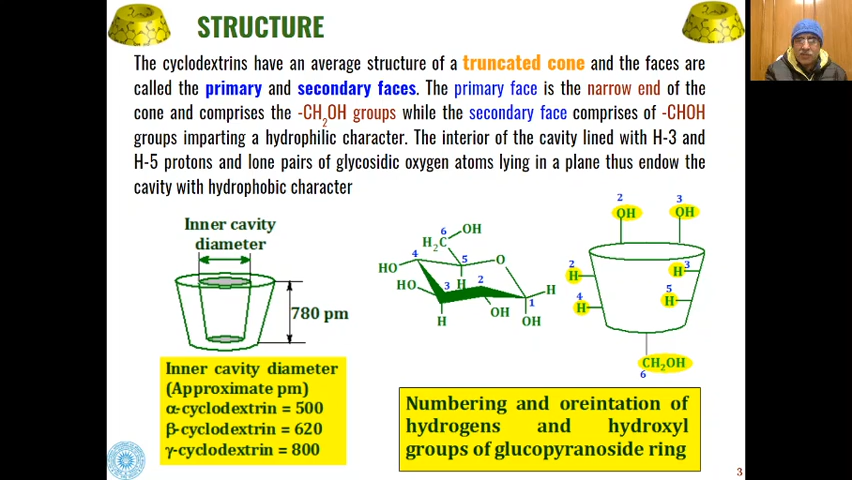 STRUCTURE
The cyclodextrins have an average structure of a truncated cone and the faces are
called the primary and secondary faces. The primary face is the narrow end of the
cone and comprises the -CH2OH groups while the secondary face comprises of -CHOH
groups imparting a hydrophilic character. The interior of the cavity lined with H-3 and
H-5 protons and lone pairs of glycosidic oxygen atoms lying in a plane thus endow the
cavity with hydrophobic character
Inner cavity
diameter
780 pm
Inner cavity diameter
(Approximate pm)
α-cyclodextrin = 500
β-cyclodextrin = 620
γ-cyclodextrin = 800
6
OH
H2C
4
5
O
HO
H
2
HO
3
H
1
H
OH
OH
2
OH
3
OH
2
H
3
H
4
H
5
H
CH2OH
6
Numbering and oreintation of
hydrogens and hydroxyl
groups of glucopyranoside ring
3